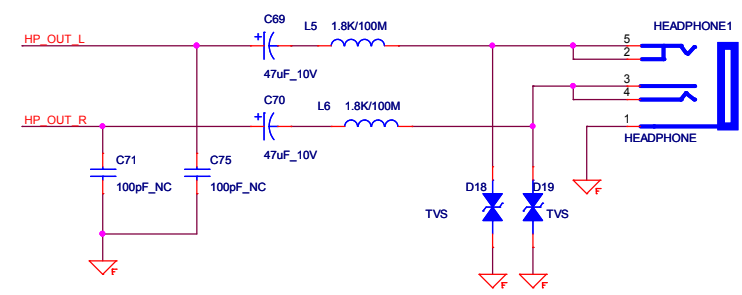 C69
L5 1.8K/100M
HEADPHONE1
HP_OUT_L
+
5
2
47uF_10V
C70
L6 1.8K/100M
3
4
HP_OUT_R
+
1
47uF_10V
HEADPHONE
C71
C75
100pF_NC
100pF_NC
D18
D19
F
TVS
TVS
F
F
F